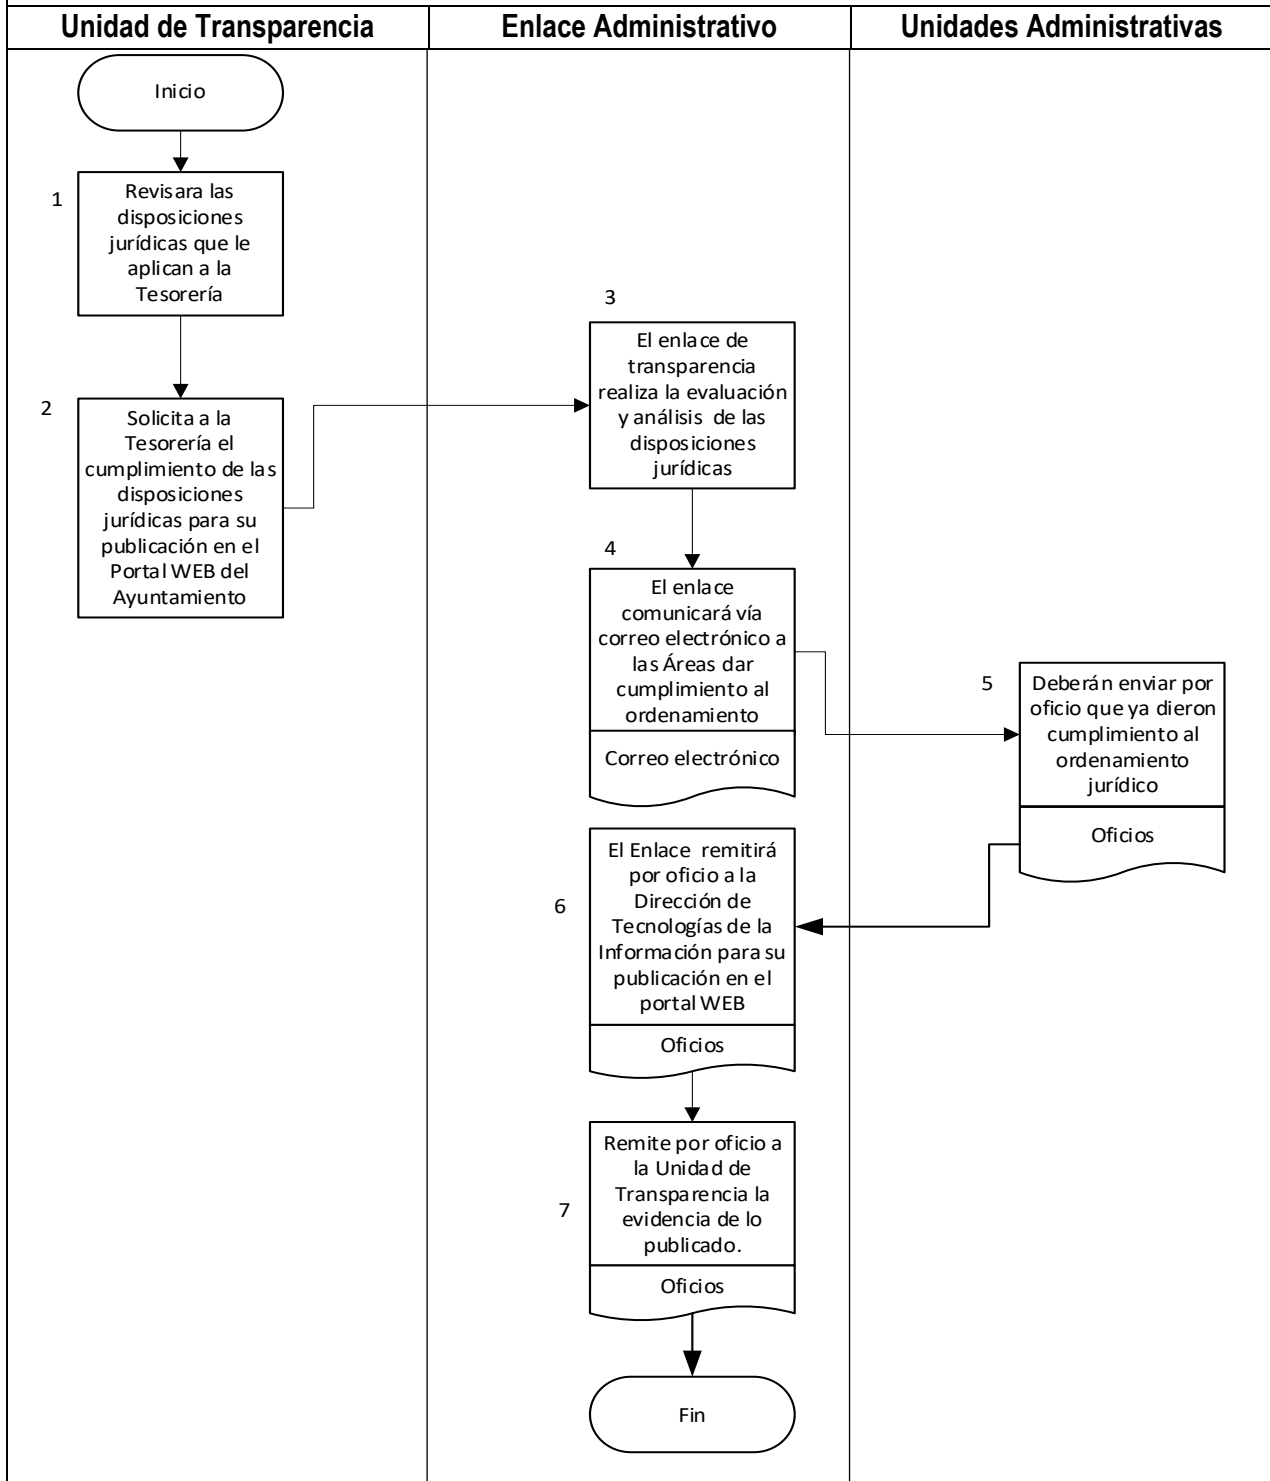 Unidad de Transparencia
Enlace Administrativo
Unidades Administrativas
Inicio
1
Revisara las
disposiciones
jurídicas que le
aplican a la
Tesorería
2
Solicita a la
Tesorería el
cumplimiento de las
disposiciones
jurídicas para su
publicación en el
Portal WEB del
Ayuntamiento
3
El enlace de
transparencia
realiza la evaluación
y análisis de las
disposiciones
jurídicas
4
El enlace
comunicará vía
correo electrónico a
las Áreas dar
cumplimiento al
ordenamiento
Correo electrónico
5
Deberán enviar por
oficio que ya dieron
cumplimiento al
ordenamiento
jurídico
Oficios
6
El Enlace remitirá
por oficio a la
Dirección de
Tecnologías de la
Información para su
publicación en el
portal WEB
Oficios
7
Remite por oficio a
la Unidad de
Transparencia la
evidencia de lo
publicado.
Oficios
Fin